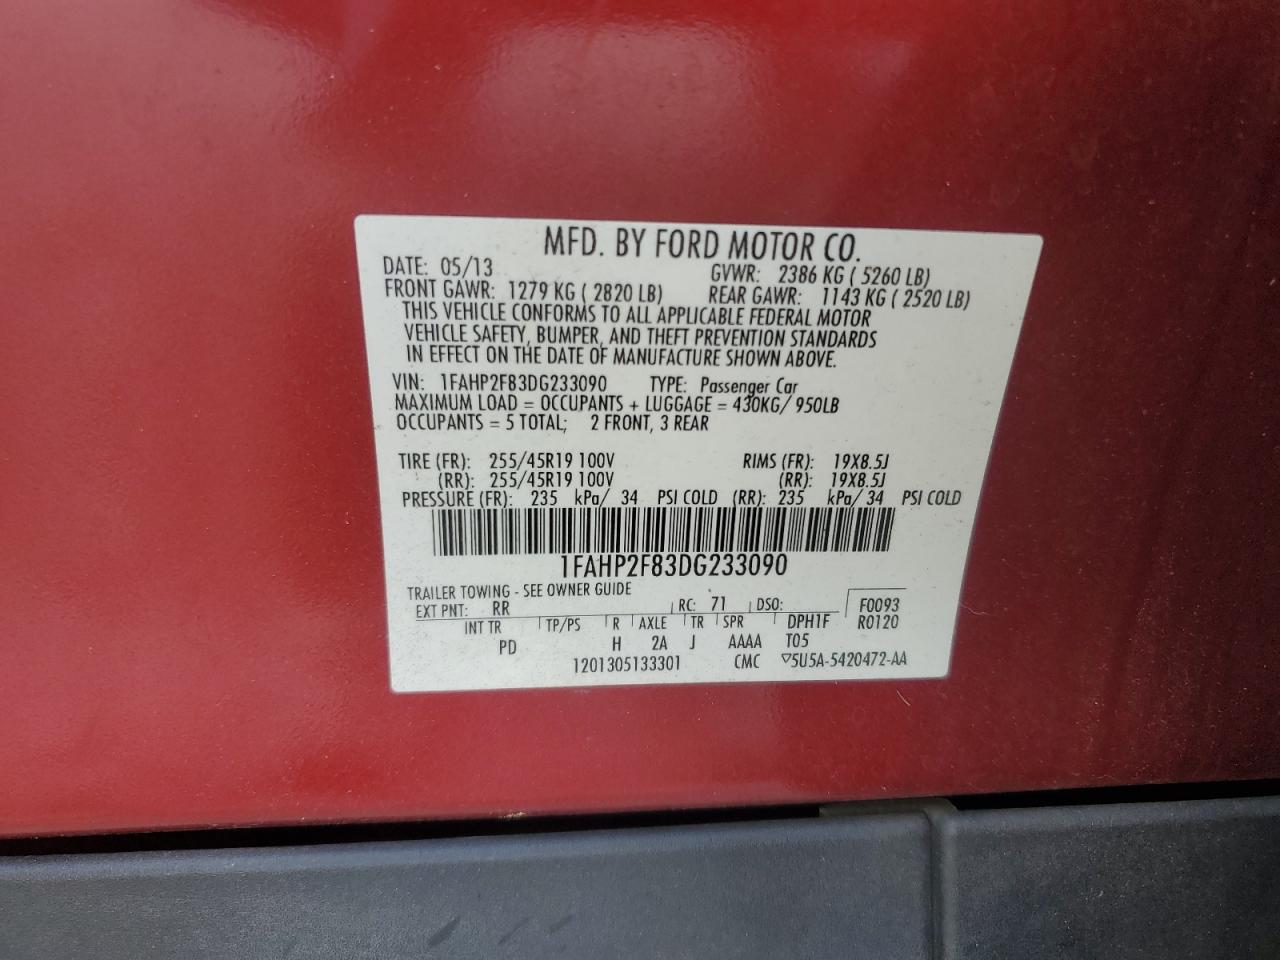 MFD. BY FORD MOTOR CO.
DATE: 05/13 GVWR: 2386 KG ( 5260 LB)
FRONT GAWR: 1279 KG ( 2820 LB) REAR GAWR: 1143 KG ( 2520 LB)
THIS VEHICLE CONFORMS TO ALL APPLICABLE FEDERAL MOTOR
VEHICLE SAFETY, BUMPER, AND THEFT PREVENTION STANDARDS
IN EFFECT ON THE DATE OF MANUFACTURE SHOWN ABOVE.
VIN: 1FAHP2F83DG233090 TYPE: Passenger Car
MAXIMUM LOAD = OCCUPANTS + LUGGAGE = 430KG/ 950LB
OCCUPANTS = 5 TOTAL; 2 FRONT, 3 REAR
TIRE (FR): 255/45R19 100V RIMS (FR): 19X8.5J
(RR): 255/45R19 100V (RR): 19X8.5J
PRESSURE (FR): 235 kPa/ 34 PSI COLD (RR): 235 kPa/ 34 PSI COLD
1FAHP2F83DG233090
TRAILER TOWING - SEE OWNER GUIDE
EXT PNT: RR RC: 71 DSO: F0093
INT TR TP/PS R AXLE TR SPR DPH1F R0120
PD H 2A J AAAA T05
1201305133301 CMC ▽5U5A-5420472-AA